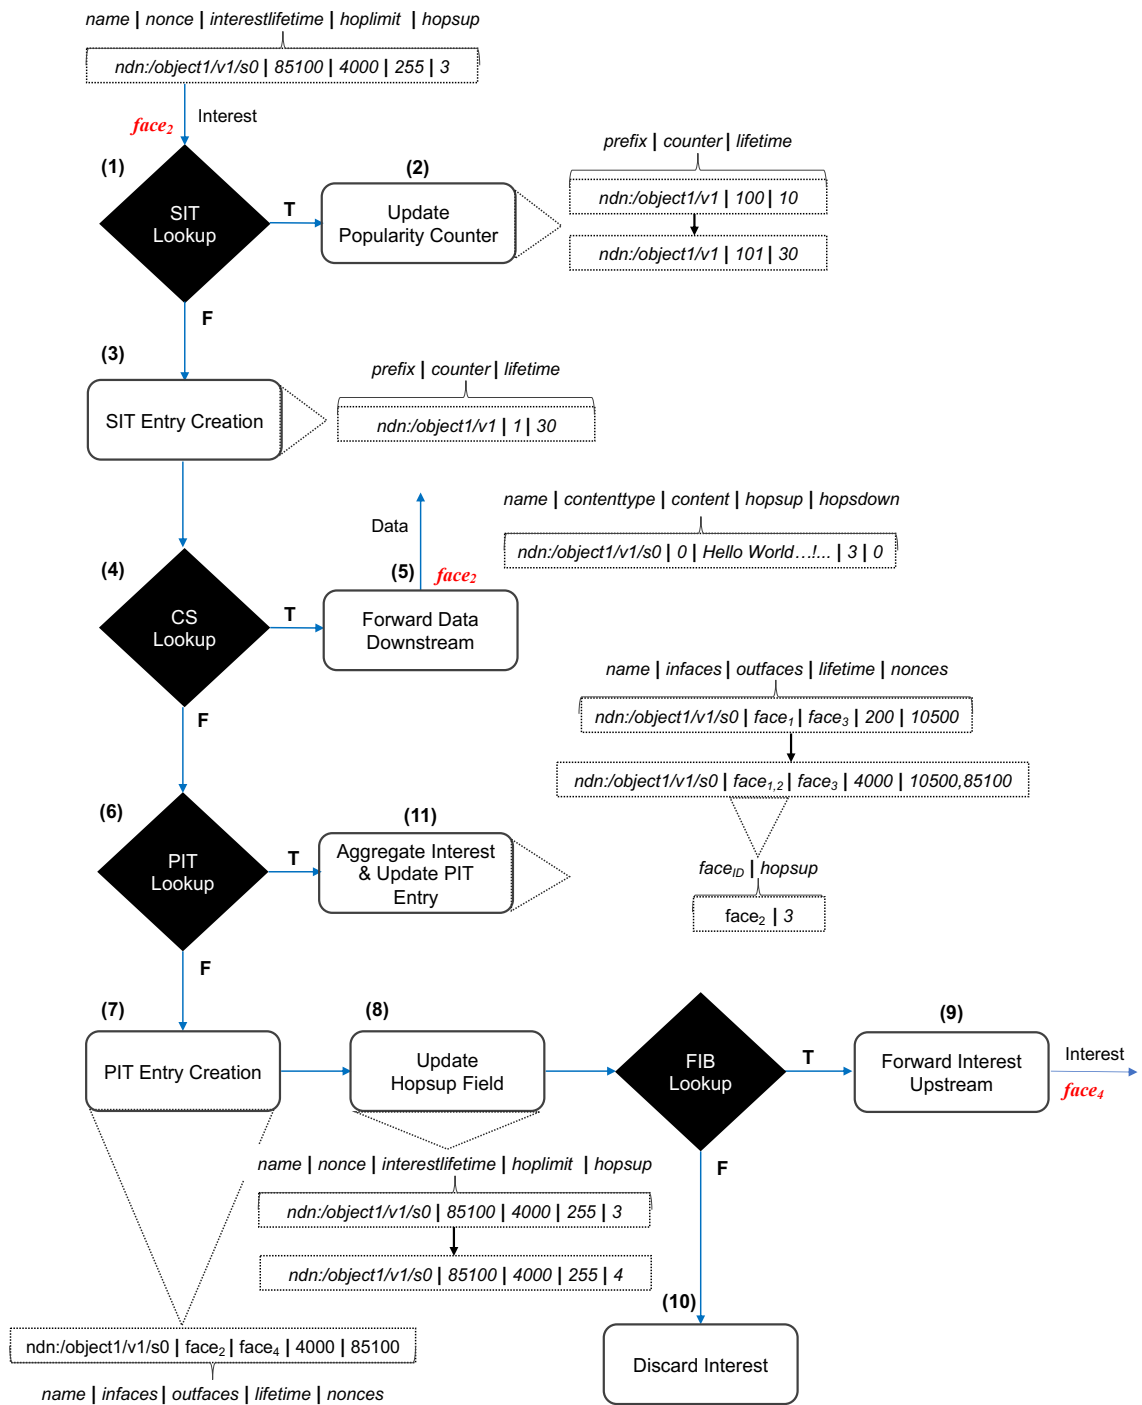 name | nonce | interestlifetime | hoplimit | hopsup
ndn:/object1/v1/s0 | 85100 | 4000 | 255 | 3
face2
Interest
(1)
SIT
Lookup
T
(2)
Update
Popularity Counter
prefix | counter | lifetime
ndn:/object1/v1 | 100 | 10
ndn:/object1/v1 | 101 | 30
F
(3)
SIT Entry Creation
prefix | counter | lifetime
ndn:/object1/v1 | 1 | 30
(4)
CS
Lookup
T
Data
(5)
face2
Forward Data
Downstream
name | contenttype | content | hopsup | hopsdown
ndn:/object1/v1/s0 | 0 | Hello World…!... | 3 | 0
F
name | infaces | outfaces | lifetime | nonces
ndn:/object1/v1/s0 | face1 | face3 | 200 | 10500
ndn:/object1/v1/s0 | face1,2 | face3 | 4000 | 10500,85100
faceID | hopsup
face2 | 3
(6)
PIT
Lookup
T
(11)
Aggregate Interest
& Update PIT
Entry
F
(7)
PIT Entry Creation
(8)
Update
Hopsup Field
FIB
Lookup
T
(9)
Forward Interest
Upstream
Interest
face4
F
name | nonce | interestlifetime | hoplimit | hopsup
ndn:/object1/v1/s0 | 85100 | 4000 | 255 | 3
ndn:/object1/v1/s0 | 85100 | 4000 | 255 | 4
(10)
Discard Interest
ndn:/object1/v1/s0 | face2 | face4 | 4000 | 85100
name | infaces | outfaces | lifetime | nonces